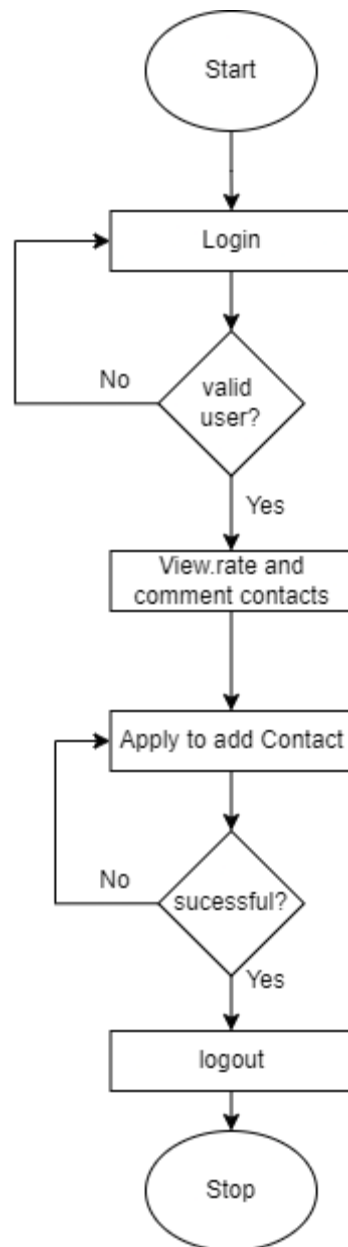 Start
Login
No
valid
user?
Yes
View.rate and
comment contacts
Apply to add Contact
No
sucessful?
Yes
logout
Stop